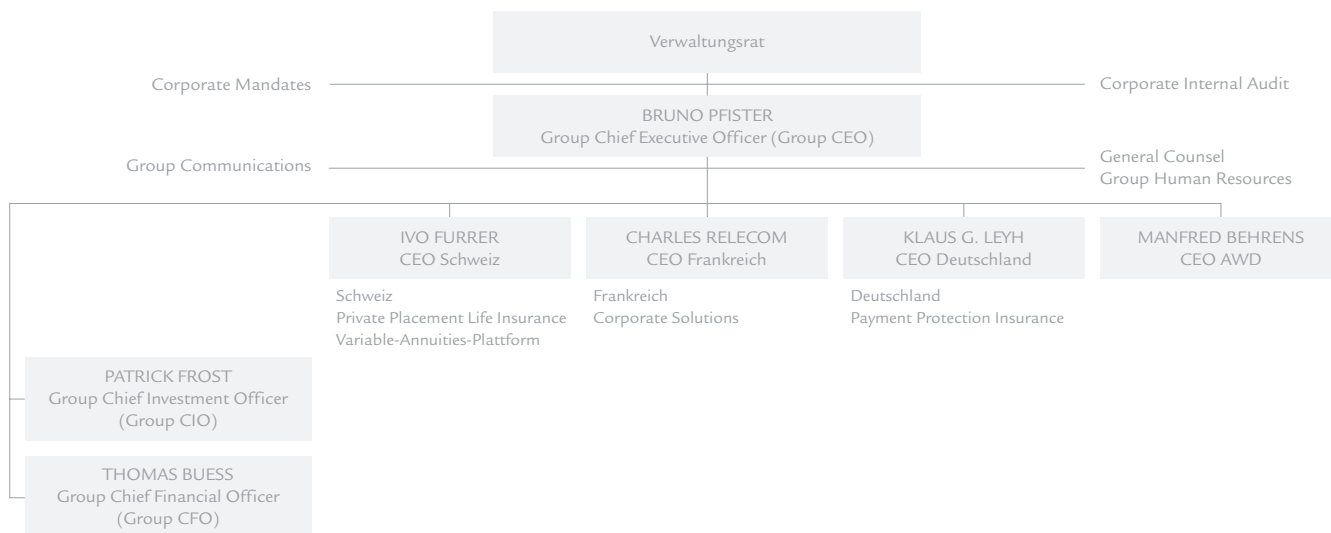 Verwaltungsrat
Corporate Mandates
Corporate Internal Audit
BRUNO PFISTER
Group Chief Executive Officer (Group CEO)
Group Communications
General Counsel
Group Human Resources
IVO FURRER
CEO Schweiz
Schweiz
Private Placement Life Insurance
Variable-Annuities-Plattform
CHARLES RELECOM
CEO Frankreich
Frankreich
Corporate Solutions
KLAUS G. LEYH
CEO Deutschland
Deutschland
Payment Protection Insurance
MANFRED BEHRENS
CEO AWD
PATRICK FROST
Group Chief Investment Officer
(Group CIO)
THOMAS BUESS
Group Chief Financial Officer
(Group CFO)